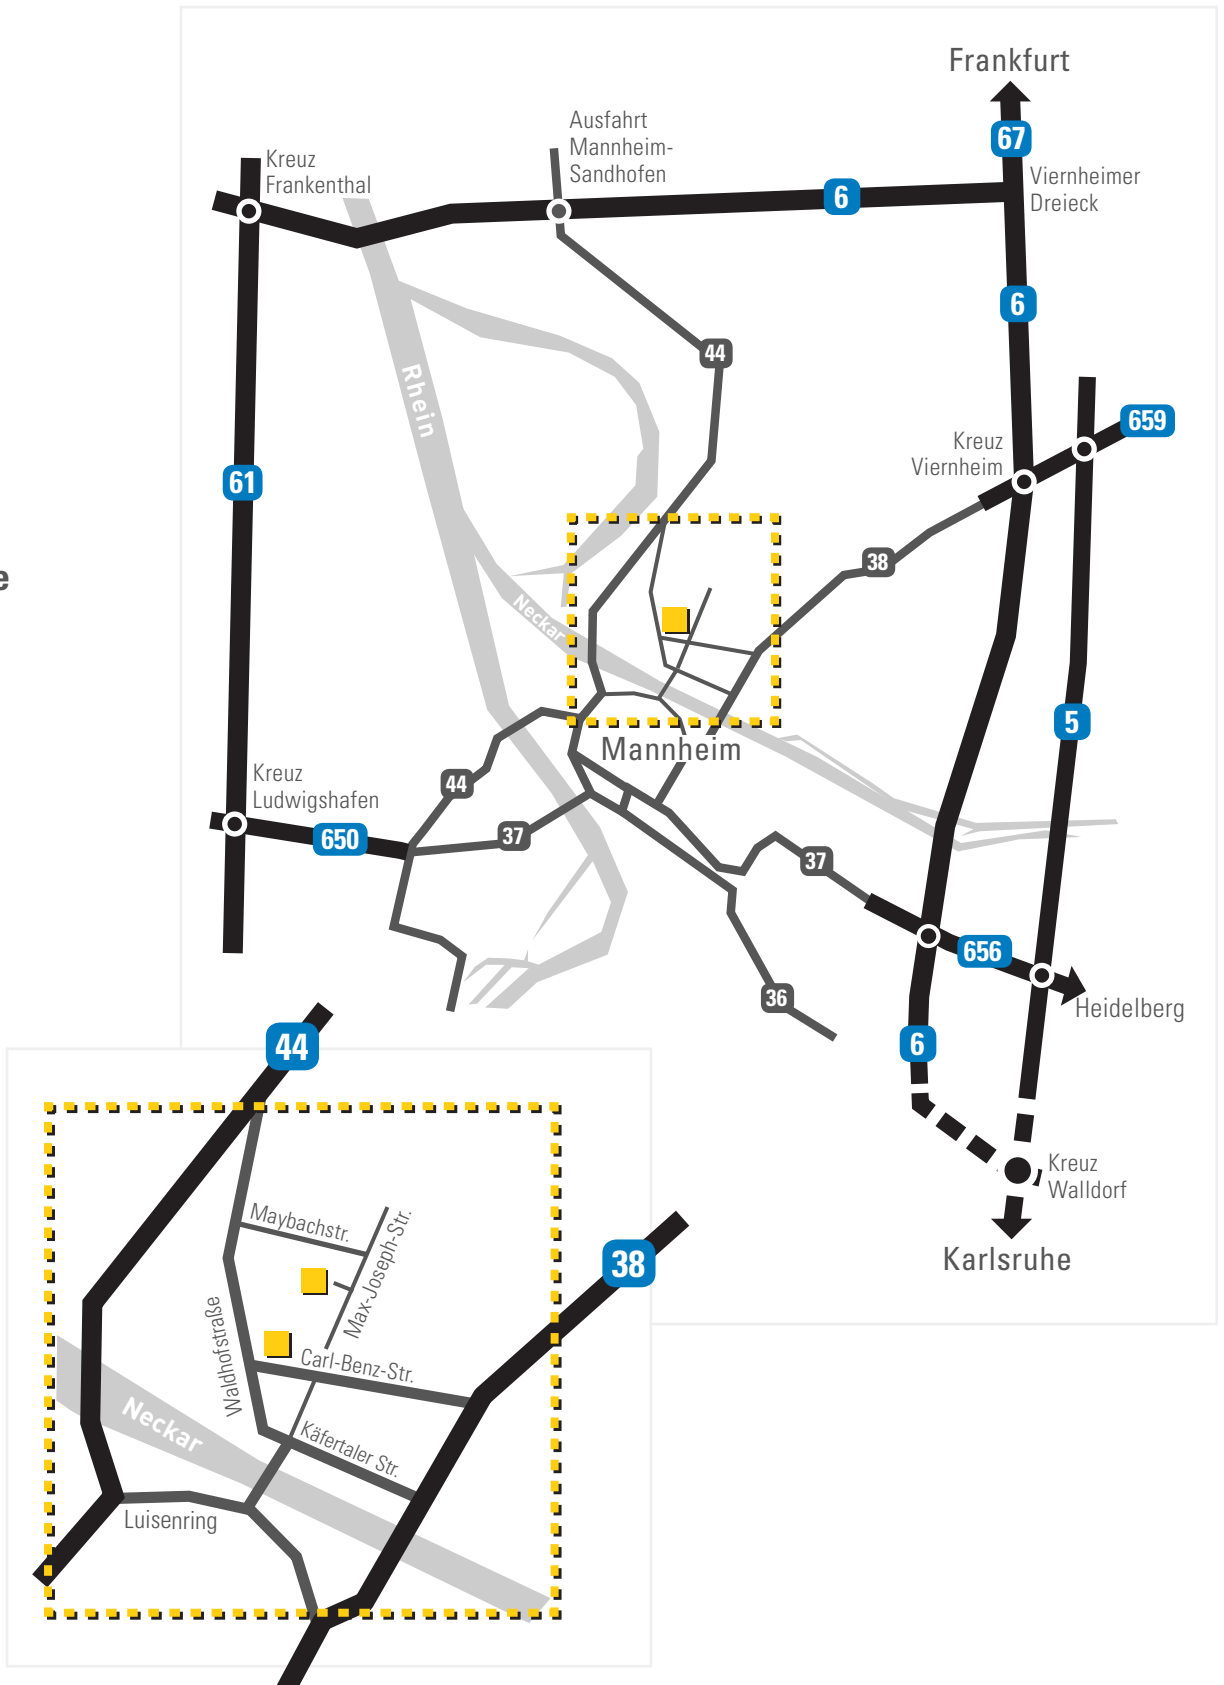 Frankfurt
67
Ausfahrt
Mannheim-
Sandhofen
Kreuz
Frankenthal
Viernheimer
Dreieck
6
6
44
Rhein
659
Kreuz
Viernheim
61
38
e
Neckar
5
Mannheim
Kreuz
Ludwigshafen
44
650
37
37
656
36
Heidelberg
6
44
Kreuz
Walldorf
Karlsruhe
Maybachstr.
Max-Joseph-Str.
38
Waldhofstraße
Carl-Benz-Str.
Neckar
Käfertaler Str.
Luisenring